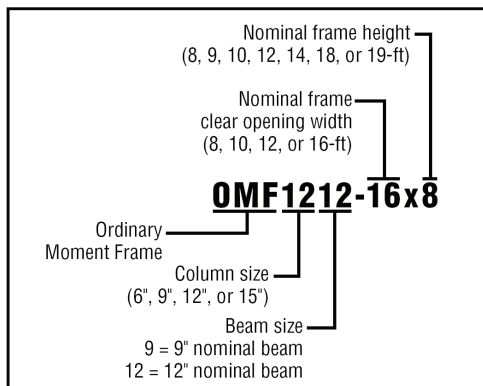 Nominal frame height
(8, 9, 10, 12, 14, 18, or 19-ft)
Nominal frame
clear opening width
(8, 10, 12, or 16-ft)
OMF1212-16x8
Ordinary
Moment Frame
Column size
(6", 9", 12", or 15")
Beam size
9 = 9" nominal beam
12 = 12" nominal beam